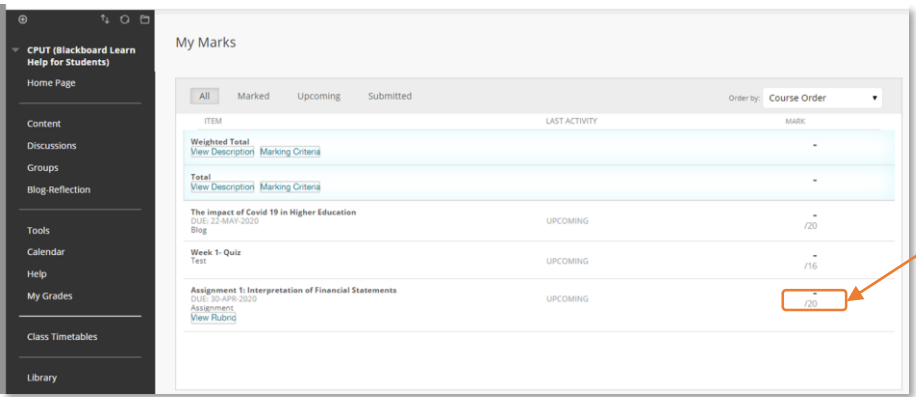 CPUT (Blackboard Learn
Help for Students)
Home Page
Content
Discussions
Groups
Blog-Reflection
Tools
Calendar
Help
My Grades
Class Timetables
Library
My Marks
All Marked Upcoming Submitted
Order by: Course Order
ITEM LAST ACTIVITY MARK
Weighted Total -
View Description Marking Criteria
Total -
View Description Marking Criteria
The impact of Covid 19 in Higher Education -
DUE: 22-MAY-2020 UPCOMING /20
Blog
Week 1- Quiz -
Test UPCOMING /16
Assignment 1: Interpretation of Financial Statements -
DUE: 30-APR-2020 UPCOMING /20
Assignment
View Rubric